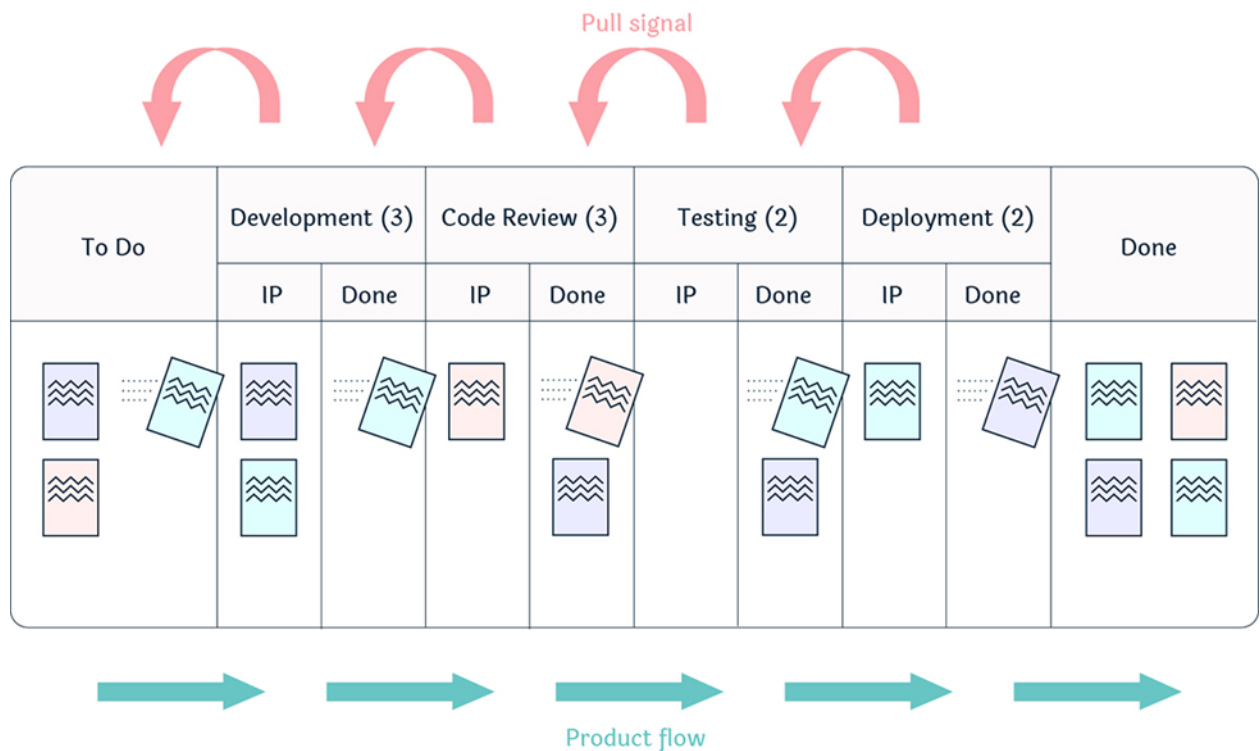 Pull signal
To Do
Development (3)
Code Review (3)
Testing (2)
Deployment (2)
Done
IP
Done
IP
Done
IP
Done
IP
Done
Product flow